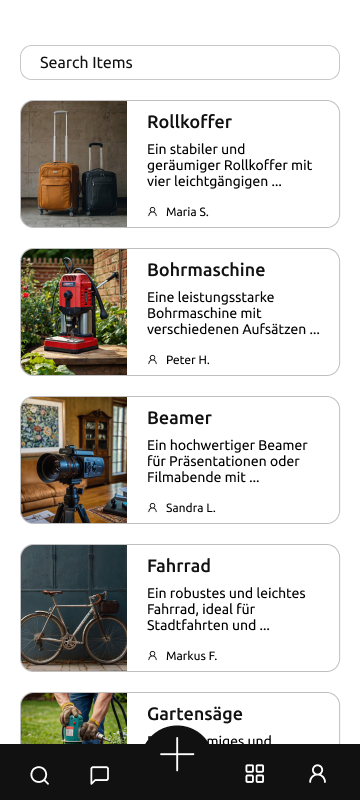 Search Items
Rollkoffer
Ein stabiler und
geräumiger Rollkoffer mit
vier leichtgängigen ...
Maria S.
Bohrmaschine
Eine leistungsstarke
Bohrmaschine mit
verschiedenen Aufsätzen ...
Peter H.
Beamer
Ein hochwertiger Beamer
für Präsentationen oder
Filmabende mit ...
Sandra L.
Fahrrad
Ein robustes und leichtes
Fahrrad, ideal für
Stadtfahrten und ...
Markus F.
Gartensäge
und